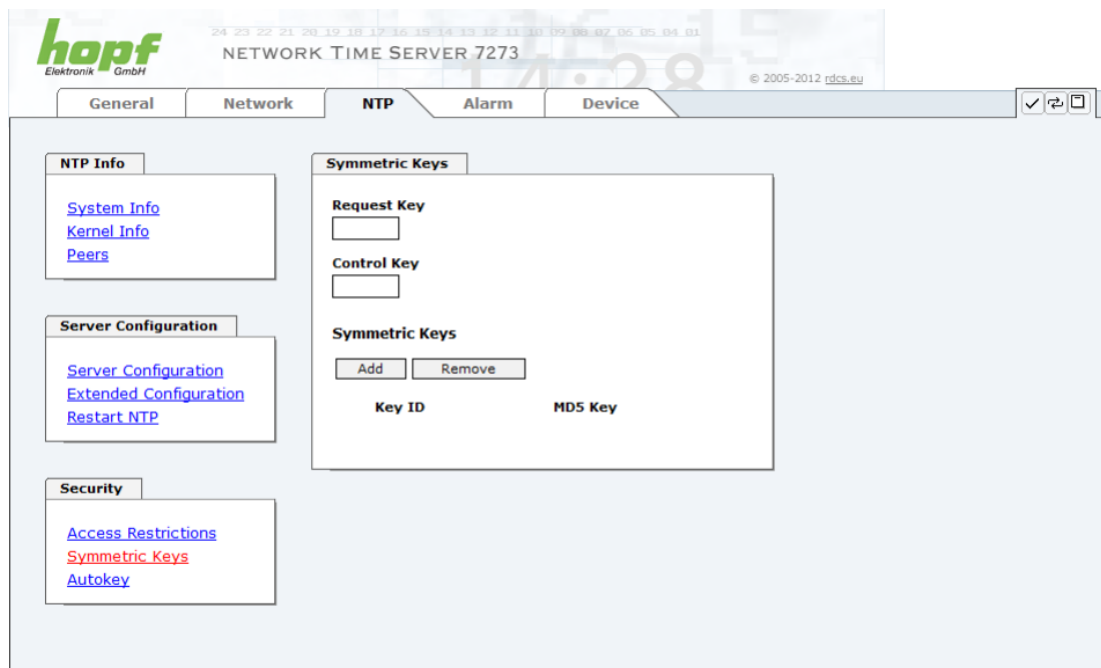 24 23 22 21 20 19 18 17 16 15 14 13 12 11 10 09 08 07 06 05 04 01
hopf
Elektronik GmbH
NETWORK TIME SERVER 7273
14:28
© 2005-2012 rdcs.eu
General Network NTP Alarm Device
NTP Info
System Info
Kernel Info
Peers
Server Configuration
Server Configuration
Extended Configuration
Restart NTP
Security
Access Restrictions
Symmetric Keys
Autokey
Symmetric Keys
Request Key
Control Key
Symmetric Keys
Add Remove
Key ID MD5 Key